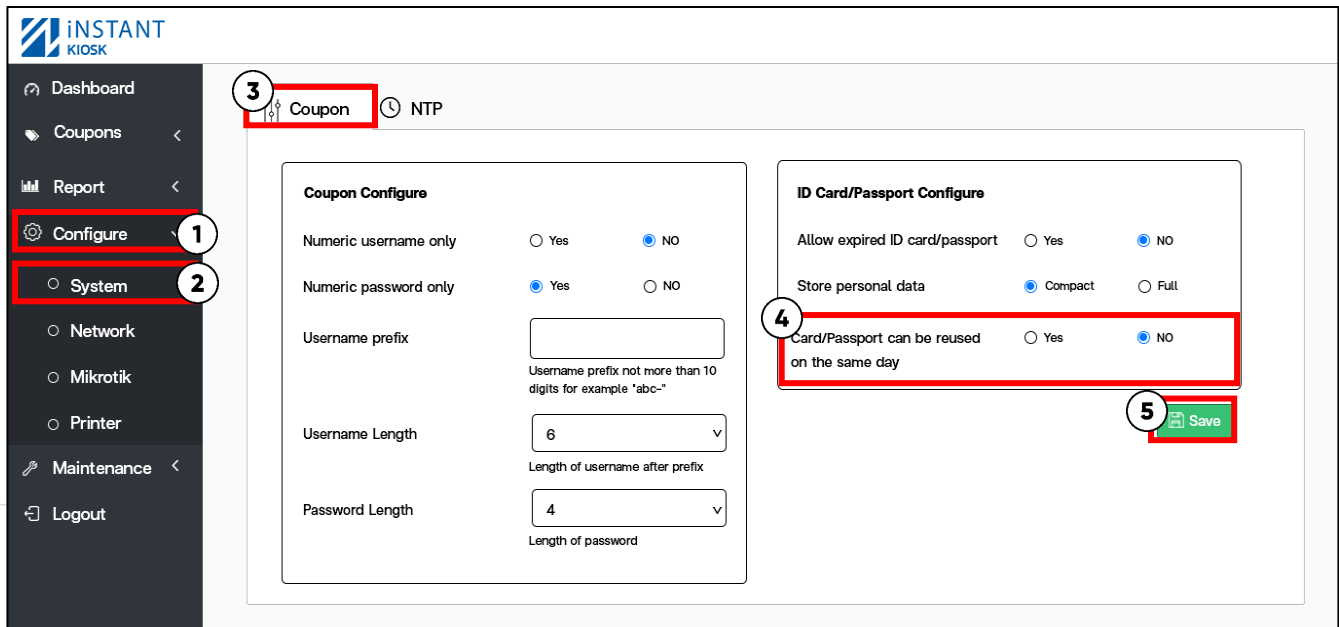 iNSTANT
KIOSK
Dashboard
Coupons
Report
Configure
1
System
2
Network
Mikrotik
Printer
Maintenance
Logout
3
Coupon
NTP
Coupon Configure
Numeric username only
Yes
NO
Numeric password only
Yes
NO
Username prefix
Username prefix not more than 10
digits for example "abc-"
Username Length
6
Length of username after prefix
Password Length
4
Length of password
ID Card/Passport Configure
Allow expired ID card/passport
Yes
NO
Store personal data
Compact
Full
4
Card/Passport can be reused
on the same day
Yes
NO
5
Save